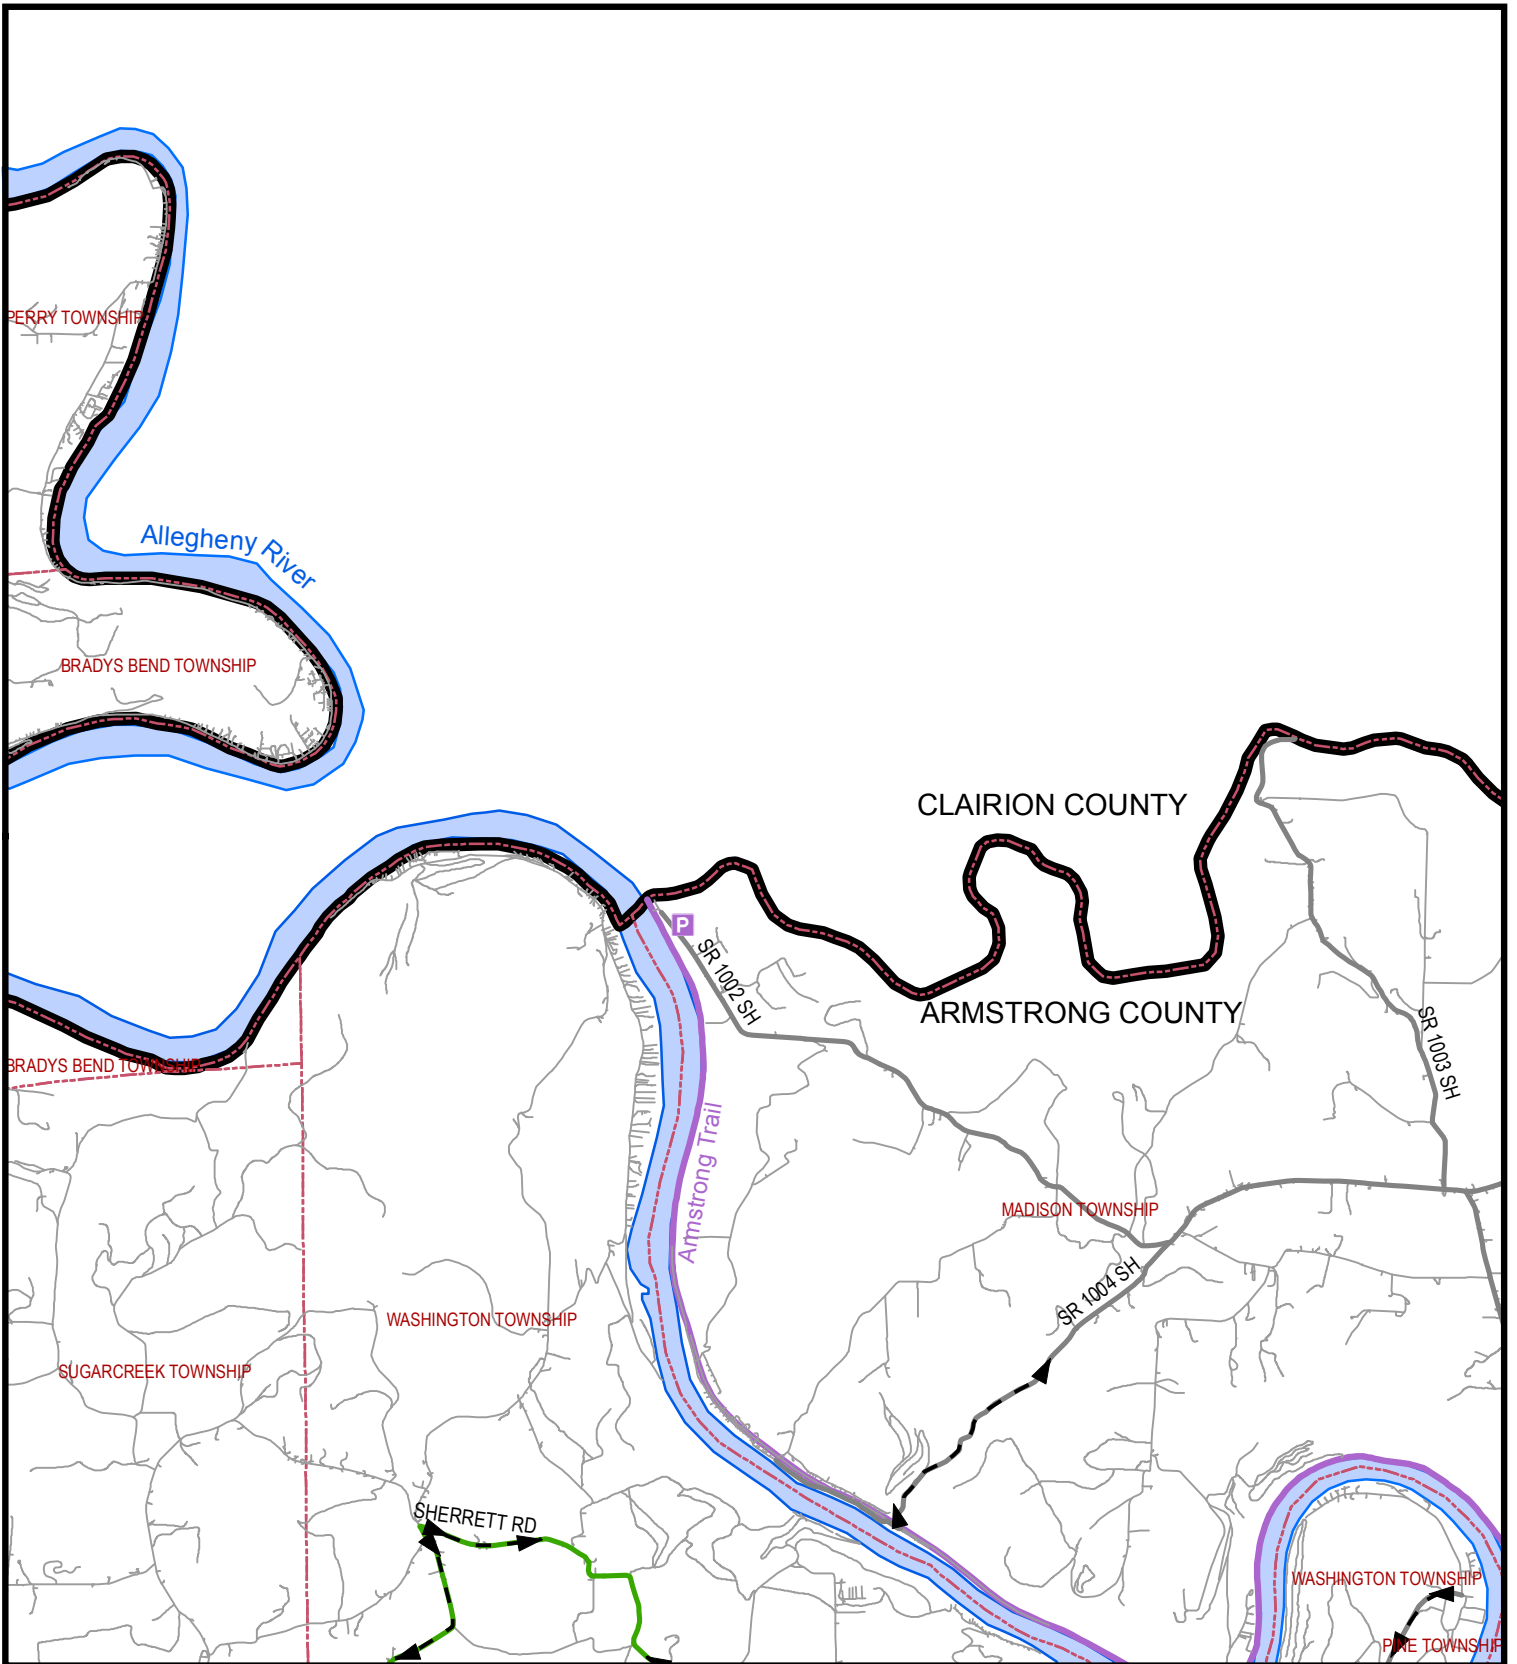 PERRY TOWNSHIP
Allegheny River
BRADYS BEND TOWNSHIP
CLAIRION COUNTY
P
SR 1002 SH
ARMSTRONG COUNTY
SR 1003 SH
BRADYS BEND TOWNSHIP
Armstrong Trail
MADISON TOWNSHIP
SR 1004 SH
WASHINGTON TOWNSHIP
SUGARCREEK TOWNSHIP
SHERRETT RD
WASHINGTON TOWNSHIP
PINE TOWNSHIP